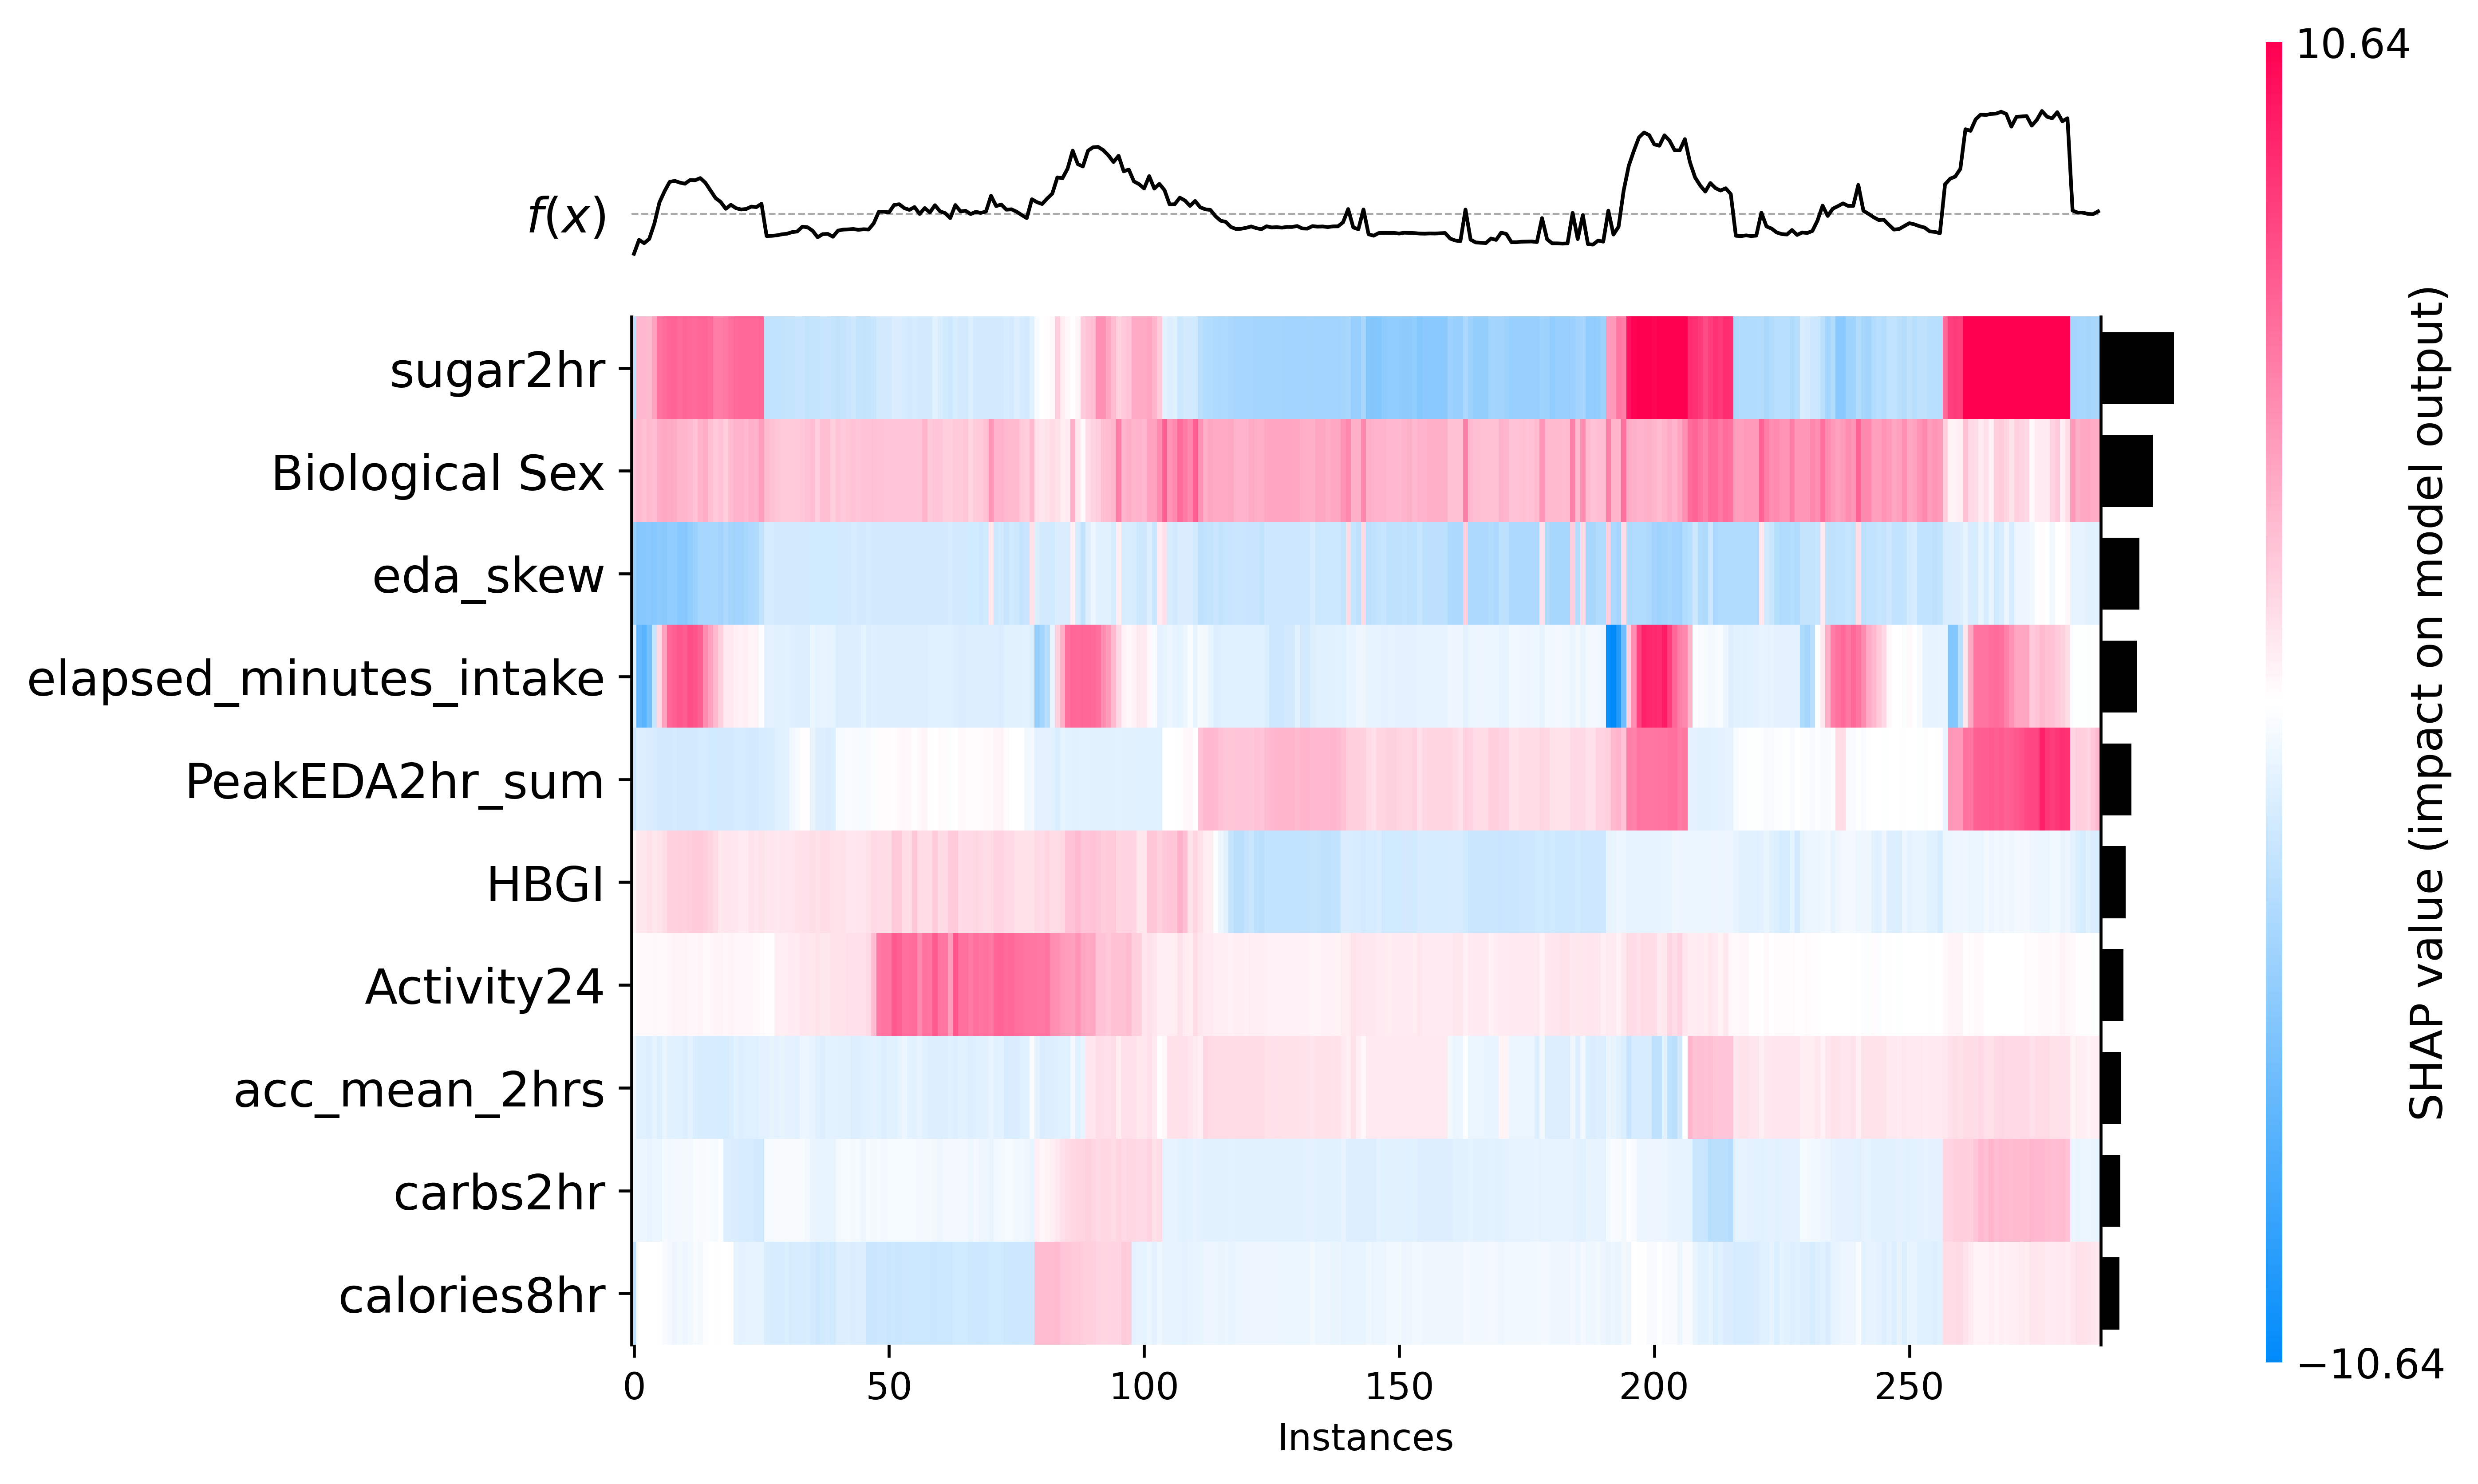 10.64
f(x)
sugar2hr
Biological Sex
eda_skew
elapsed_minutes_intake
PeakEDA2hr_sum
HBGI
Activity24
acc_mean_2hrs
carbs2hr
calories8hr
0 50 100 150 200 250
Instances
−10.64
SHAP value (impact on model output)